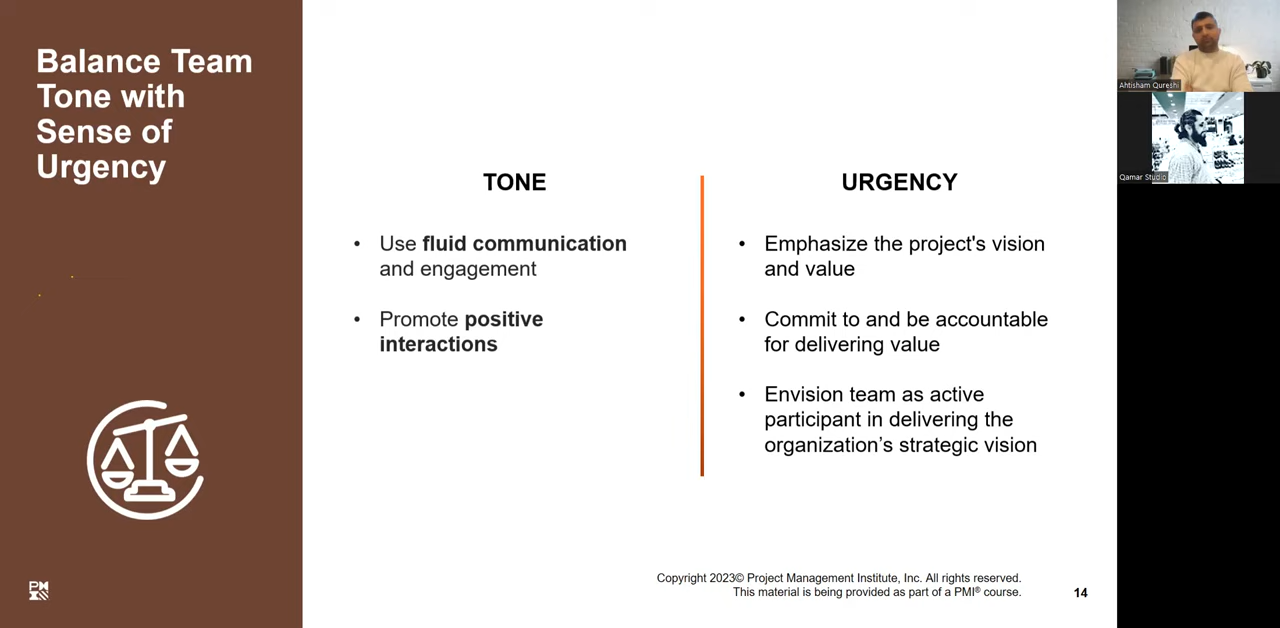 Balance Team
Tone with
Sense of
Urgency
TONE
• Use fluid communication
and engagement
• Promote positive
interactions
URGENCY
• Emphasize the project's vision
and value
• Commit to and be accountable
for delivering value
• Envision team as active
participant in delivering the
organization’s strategic vision
Copyright 2023© Project Management Institute, Inc. All rights reserved.
This material is being provided as part of a PMI® course.
14
PM
Ahtisham Qureshi
Qamar Studio